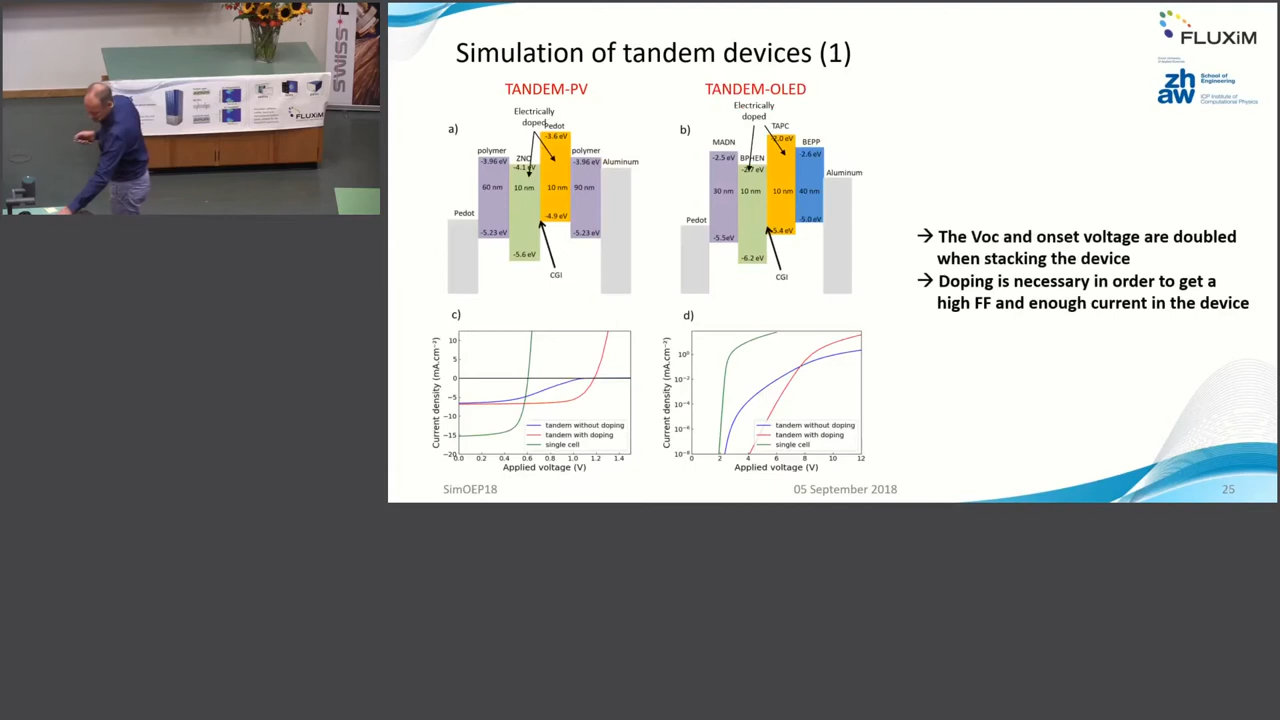 SWISS-P
FLUXiM
Simulation of tandem devices (1)
FLUXiM
zh
aw
School of
Engineering
ICP Institute of
Computational Physics
TANDEM-PV
TANDEM-OLED
a)
Electrically
doped
Pedot
-3.6 eV
polymer
-3.96 eV
ZNO
-4.1 eV
polymer
-3.96 eV
Aluminum
60 nm
10 nm
10 nm
90 nm
Pedot
-4.9 eV
-5.23 eV
-5.23 eV
-5.6 eV
CGI
b)
Electrically
doped
TAPC
-2.0 eV
MADN
-2.5 eV
BPHEN
-2.7 eV
BEPP
-2.6 eV
Aluminum
30 nm
10 nm
10 nm
40 nm
Pedot
-5.0 eV
-5.5eV
-5.4 eV
-6.2 eV
CGI
→ The Voc and onset voltage are doubled
when stacking the device
→ Doping is necessary in order to get a
high FF and enough current in the device
c)
Current density (mA.cm⁻²)
10
5
0
−5
−10
−15
−20
0.0 0.2 0.4 0.6 0.8 1.0 1.2 1.4
Applied voltage (V)
tandem without doping
tandem with doping
single cell
d)
Current density (mA.cm⁻²)
10⁰
10⁻²
10⁻⁴
10⁻⁶
10⁻⁸
0 2 4 6 8 10 12
Applied voltage (V)
tandem without doping
tandem with doping
single cell
SimOEP18
05 September 2018
25